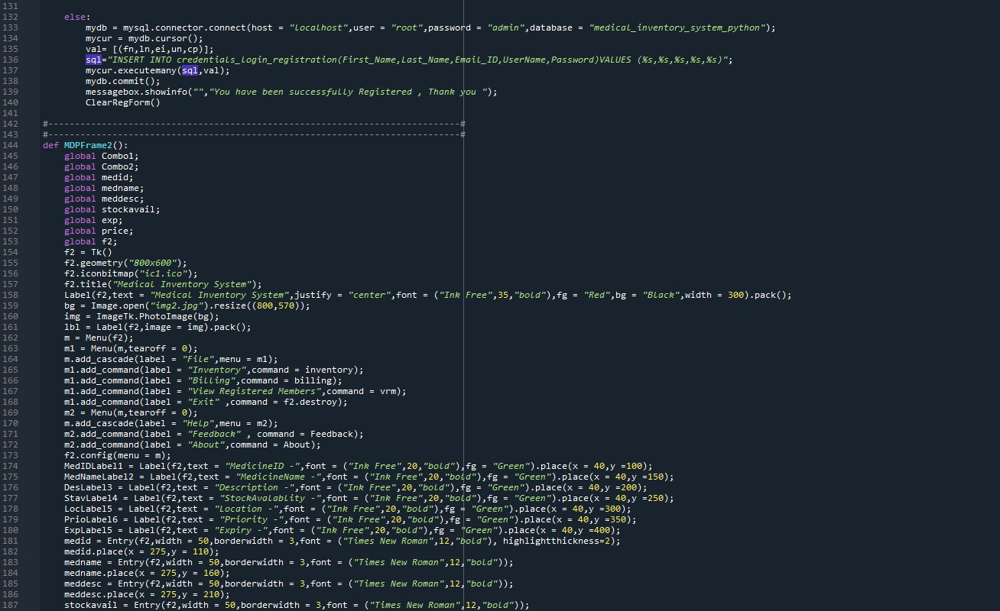 131
132     else:
133         mydb = mysql.connector.connect(host = "localhost",user = "root",password = "admin",database = "medical_inventory_system_python");
134         mycur = mydb.cursor();
135         val= [(fn,ln,ei,un,cp)];
136         sql="INSERT INTO credentials_login_registration(First_Name,Last_Name,Email_ID,UserName,Password)VALUES (%s,%s,%s,%s,%s)";
137         mycur.executemany(sql,val);
138         mydb.commit();
139         messagebox.showinfo("","You have been successfully Registered , Thank you ");
140         ClearRegForm()
141
142 #-----------------------------------------------------------------------------#
143 #-----------------------------------------------------------------------------#
144 def MDPFrame2():
145     global Combo1;
146     global Combo2;
147     global medid;
148     global medname;
149     global meddesc;
150     global stockavail;
151     global exp;
152     global price;
153     global f2;
154     f2 = Tk()
155     f2.geometry("800x600");
156     f2.iconbitmap("ic1.ico");
157     f2.title("Medical Inventory System");
158     Label(f2,text = "Medical Inventory System",justify = "center",font = ("Ink Free",35,"bold"),fg = "Red",bg = "Black",width = 300).pack();
159     bg = Image.open("img2.jpg").resize((800,570));
160     img = ImageTk.PhotoImage(bg);
161     lbl = Label(f2,image = img).pack();
162     m = Menu(f2);
163     m1 = Menu(m,tearoff = 0);
164     m.add_cascade(label = "File",menu = m1);
165     m1.add_command(label = "Inventory",command = inventory);
166     m1.add_command(label = "Billing",command = billing);
167     m1.add_command(label = "View Registered Members",command = vrm);
168     m1.add_command(label = "Exit" ,command = f2.destroy);
169     m2 = Menu(m,tearoff = 0);
170     m.add_cascade(label = "Help",menu = m2);
171     m2.add_command(label = "Feedback" , command = Feedback);
172     m2.add_command(label = "About",command = About);
173     f2.config(menu = m);
174     MedIDLabel1 = Label(f2,text = "MedicineID -",font = ("Ink Free",20,"bold"),fg = "Green").place(x = 40,y =100);
175     MedNameLabel2 = Label(f2,text = "MedicineName -",font = ("Ink Free",20,"bold"),fg = "Green").place(x = 40,y =150);
176     DesLabel3 = Label(f2,text = "Description -",font = ("Ink Free",20,"bold"),fg = "Green").place(x = 40,y =200);
177     StavLabel4 = Label(f2,text = "StockAvalablity -",font = ("Ink Free",20,"bold"),fg = "Green").place(x = 40,y =250);
178     LocLabel5 = Label(f2,text = "Location -",font = ("Ink Free",20,"bold"),fg = "Green").place(x = 40,y =300);
179     PrioLabel6 = Label(f2,text = "Priority -",font = ("Ink Free",20,"bold"),fg = "Green").place(x = 40,y =350);
180     ExpLabel5 = Label(f2,text = "Expiry -",font = ("Ink Free",20,"bold"),fg = "Green").place(x = 40,y =400);
181     medid = Entry(f2,width = 50,borderwidth = 3,font = ("Times New Roman",12,"bold"), highlightthickness=2);
182     medid.place(x = 275,y = 110);
183     medname = Entry(f2,width = 50,borderwidth = 3,font = ("Times New Roman",12,"bold"));
184     medname.place(x = 275,y = 160);
185     meddesc = Entry(f2,width = 50,borderwidth = 3,font = ("Times New Roman",12,"bold"));
186     meddesc.place(x = 275,y = 210);
187     stockavail = Entry(f2,width = 50,borderwidth = 3,font = ("Times New Roman",12,"bold"));